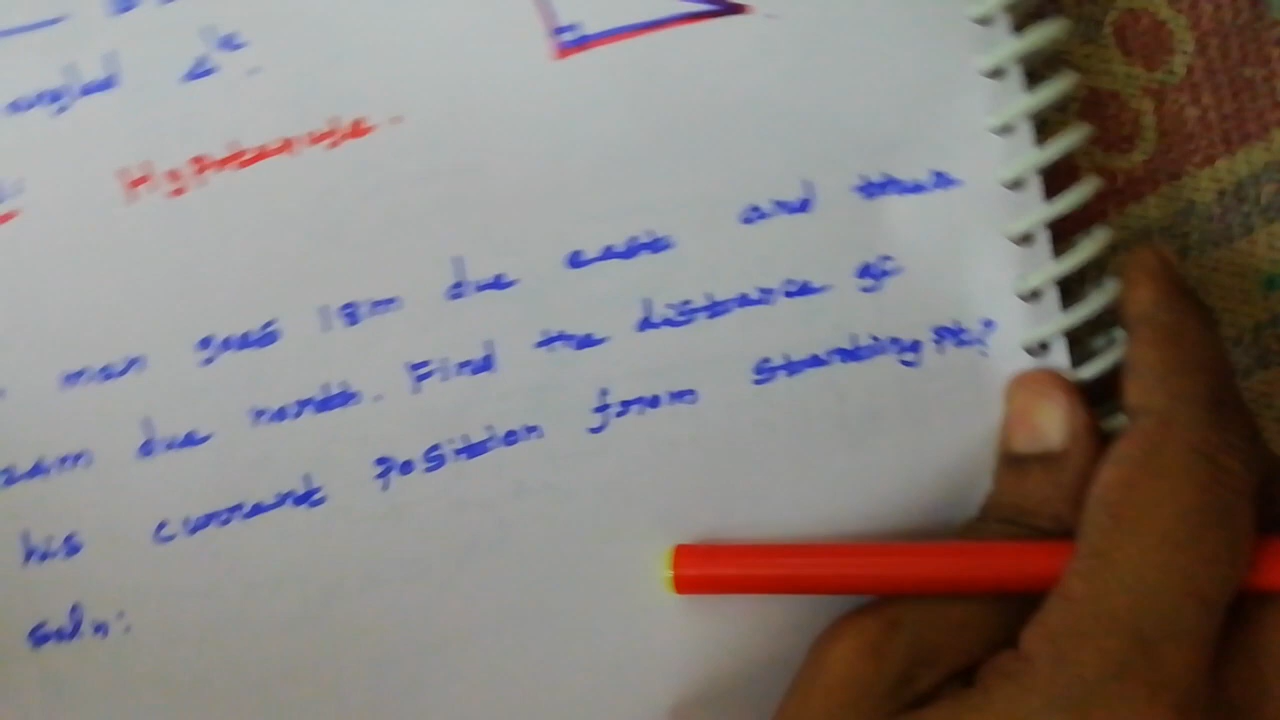 angled Δle.
Hypotenuse.
man goes 18m due east and then
24m due north. Find the distance of
his current position from starting Pt?
Soln: